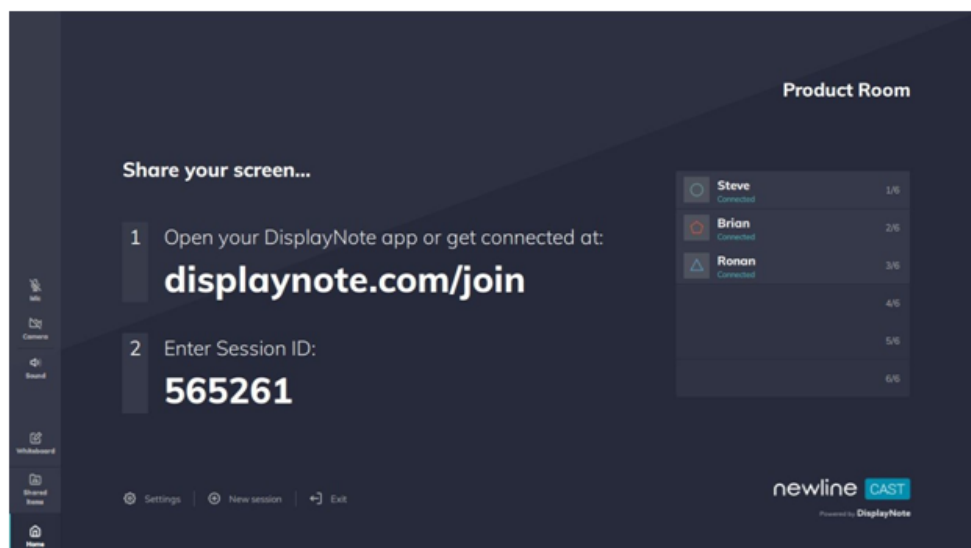 Product Room
Share your screen...
1 Open your DisplayNote app or get connected at:
displaynote.com/join
2 Enter Session ID:
565261
Steve 1/6
Connected
Brian 2/6
Connected
Ronan 3/6
Connected
4/6
5/6
6/6
Mic
Camera
Sound
Whiteboard
Shared
items
Home
Settings
New session
Exit
newline CAST
Powered by DisplayNote